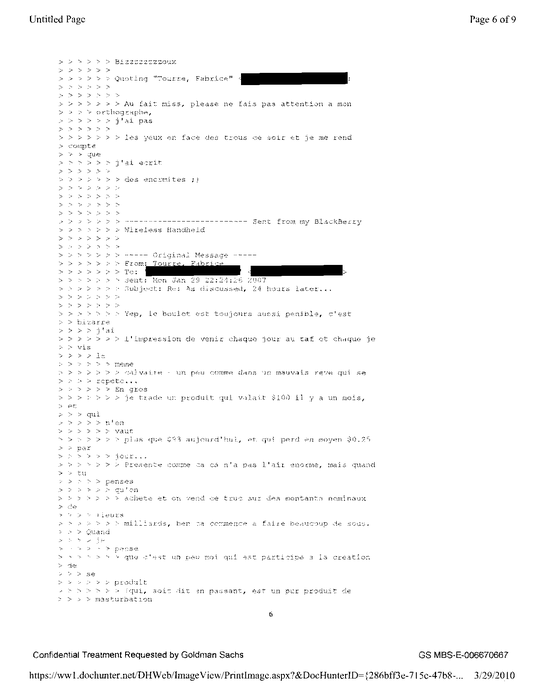 Untitled Page
Page 6 of 9
> > > > > > Bizzzzzzzzoux
> > > > > >
> > > > > > Quoting "Tourre, Fabrice" <
> > > > > >
> > > > > > >
> > > > > > > Au fait miss, please ne fais pas attention a mon
> > > > orthographe,
> > > > > > j'ai pas
> > > > > >
> > > > > > > les yeux en face des trous ce soir et je me rend
> compte
> > > que
> > > > > > j'ai ecrit
> > > > > >
> > > > > > > des enormites ;)
> > > > > > >
> > > > > > >
> > > > > > >
> > > > > > >
> > > > > > > -------------------------- Sent from my BlackBerry
> > > > > > > Wireless Handheld
> > > > > > >
> > > > > > >
> > > > > > > ----- Original Message -----
> > > > > > > From: Tourre, Fabrice
> > > > > > > To:
> > > > > > > Sent: Mon Jan 29 22:24:26 2007
> > > > > > > Subject: Re: As discussed, 24 hours later...
> > > > > > >
> > > > > > >
> > > > > > > Yep, le boulot est toujours aussi penible, c'est
> > bizarre
> > > > > j'ai
> > > > > > > l'impression de venir chaque jour au taf et chaque je
> > vis
> > > > > le
> > > > > > meme
> > > > > > > calvaire - un peu comme dans un mauvais reve qui se
> > > > repete...
> > > > > > En gros
> > > > > > > je trade un produit qui valait $100 il y a un mois,
> et
> > > > qui
> > > > > > n'en
> > > > > > vaut
> > > > > > > plus que $93 aujourd'hui, et qui perd en moyen $0.25
> > par
> > > > > > jour...
> > > > > > > Presente comme ca ca n'a pas l'air enorme, mais quand
> > tu
> > > > > > penses
> > > > > > qu'on
> > > > > > > achete et on vend ce truc sur des montants nominaux
> de
> > > > > > > milliards, ben ca commence a faire beaucoup de sous.
> > > Quand
> > > > > je
> > > > > > pense
> > > > > > > que c'est un peu moi qui ait participe a la creation
> de
> > > > se
> > > > > > produit
> > > > > > > (qui, soit dit en passant, est un pur produit de
> > > > masturbation
6
Confidential Treatment Requested by Goldman Sachs
GS MBS-E-006670667
https://ww1.dochunter.net/DHWeb/ImageView/PrintImage.aspx?&DocHunterID={286bff3e-715c-47b8-...
3/29/2010